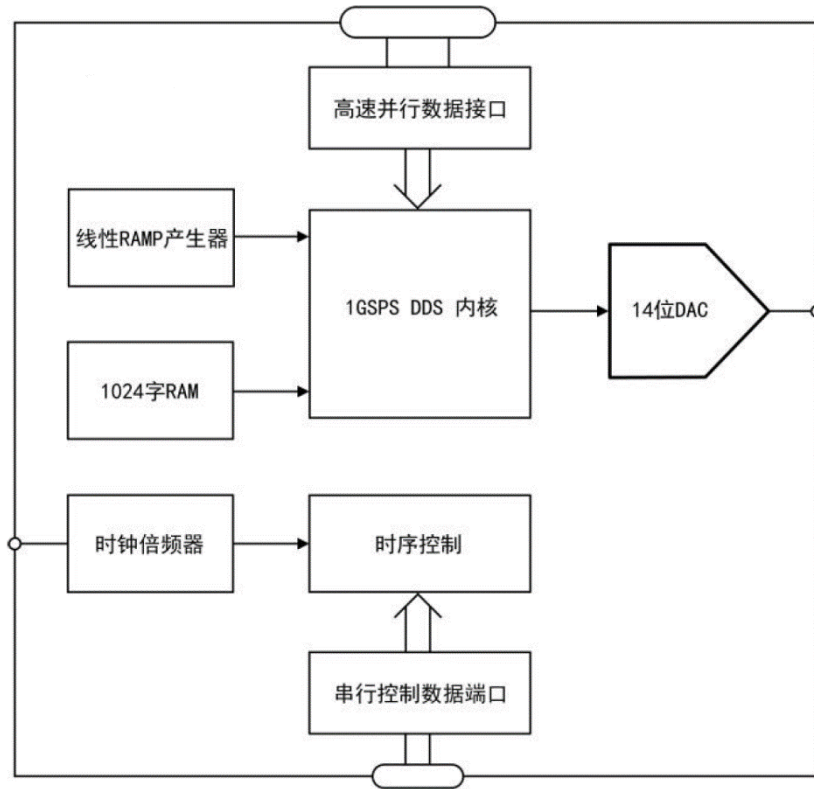 高速并行数据接口
线性RAMP产生器
1GSPS DDS 内核
14位DAC
1024字RAM
时钟倍频器
时序控制
串行控制数据端口